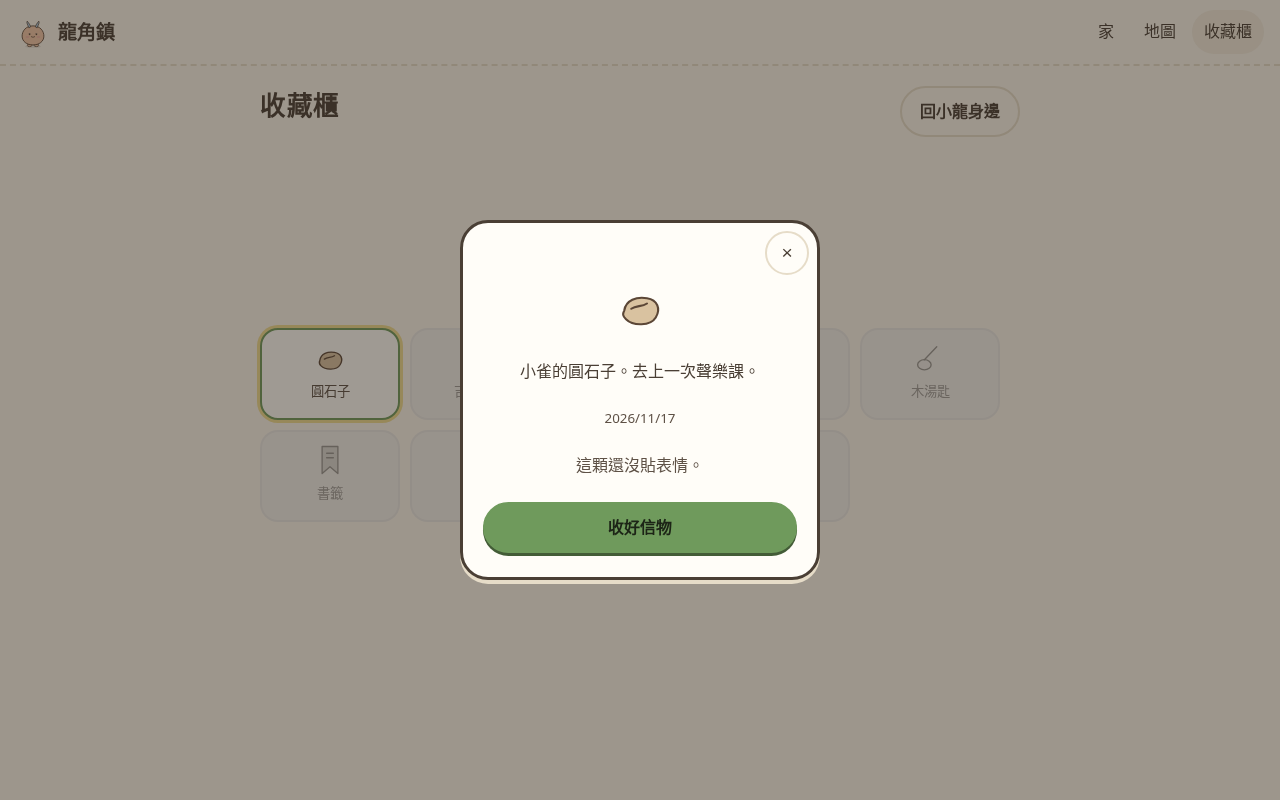 龍角鎮
家
地圖
收藏櫃
收藏櫃
回小龍身邊
×
小雀的圓石子。去上一次聲樂課。
2026/11/17
這顆還沒貼表情。
收好信物
圓石子
木湯匙
書籤